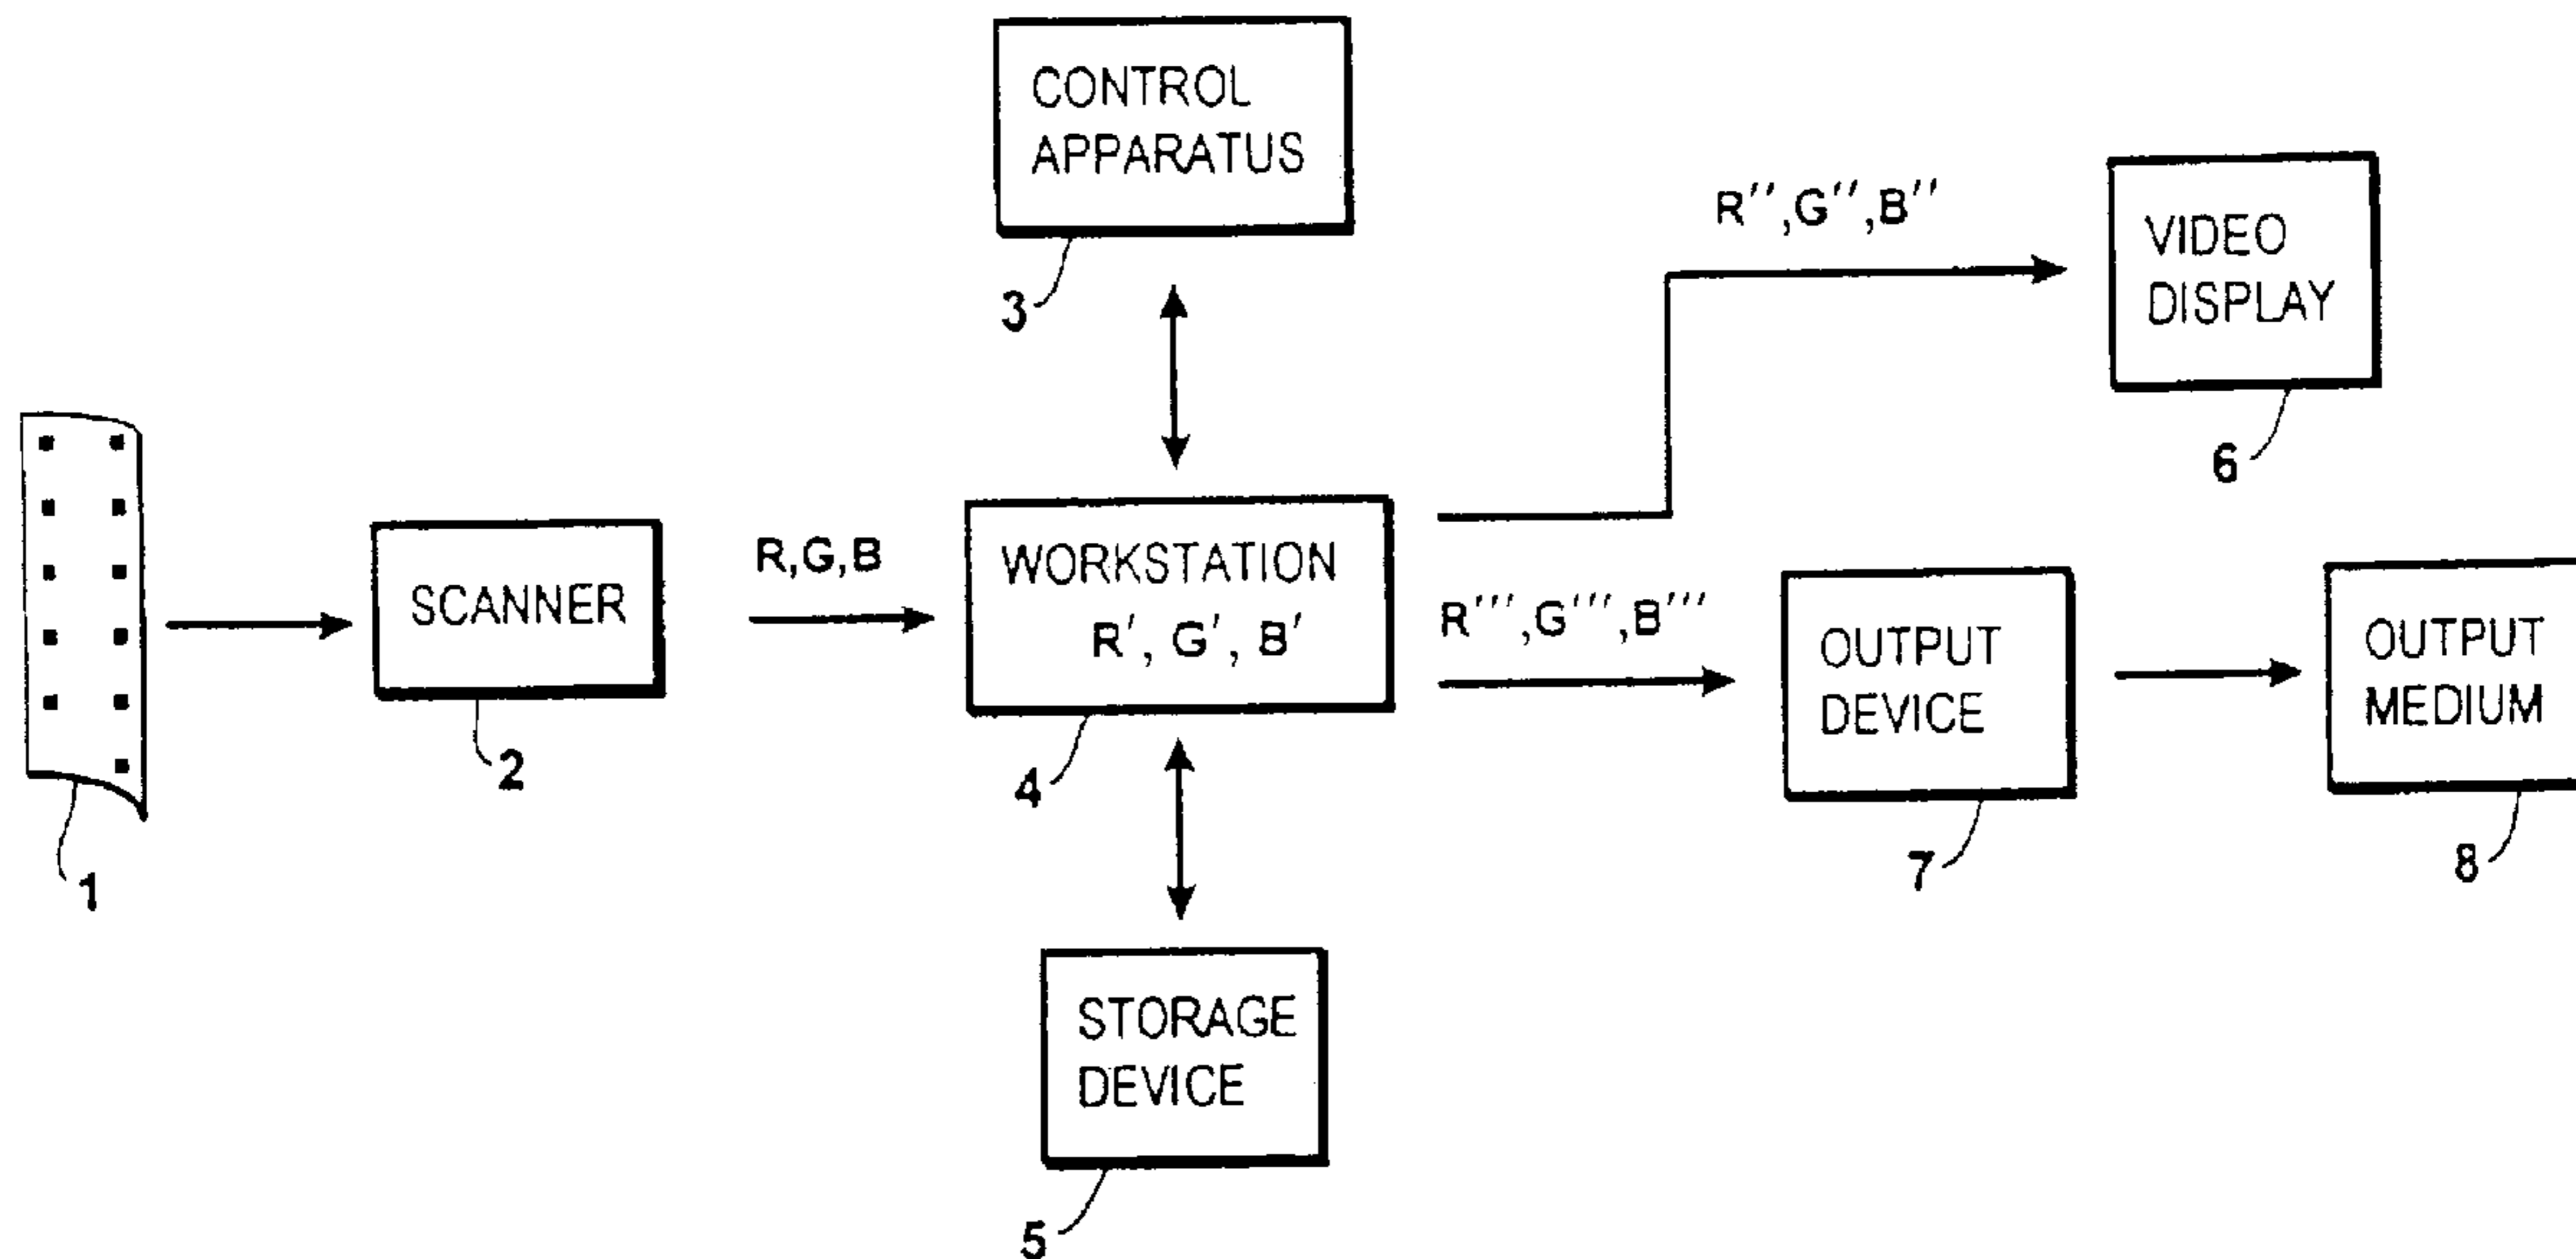 CONTROL
APPARATUS
3
R'',G'',B''
VIDEO
DISPLAY
6
1
SCANNER
2
R,G,B
WORKSTATION
R', G', B'
4
R''',G''',B'''
OUTPUT
DEVICE
7
OUTPUT
MEDIUM
8
STORAGE
DEVICE
5